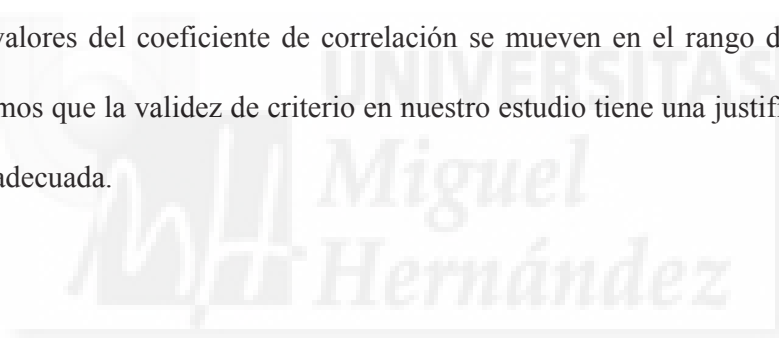 valores del coeficiente de correlación se mueven en el rango d
UNIVERSITAS
mos que la validez de criterio en nuestro estudio tiene una justifi
Miguel
adecuada.
Hernández